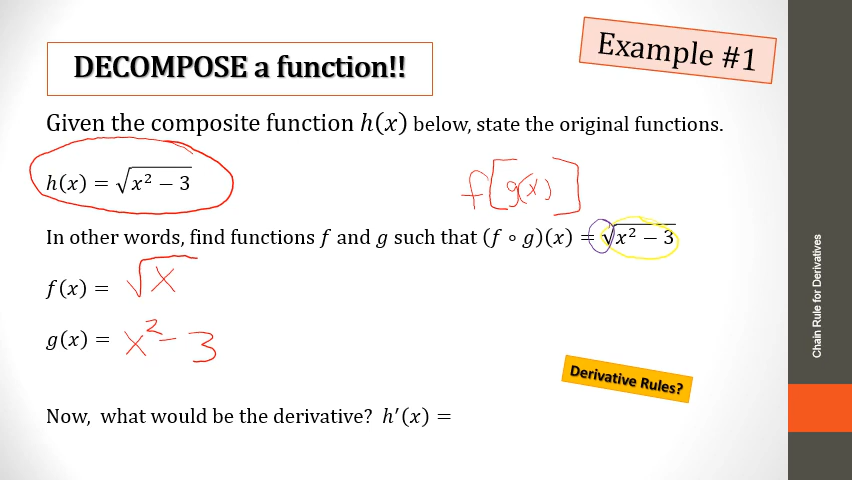 DECOMPOSE a function!!
Example #1
Given the composite function h(x) below, state the original functions.
h(x) = √(x² − 3)
f[g(x)]
In other words, find functions f and g such that (f ∘ g)(x) = √(x² − 3)
f(x) = √x
g(x) = x² − 3
Derivative Rules?
Now, what would be the derivative? h′(x) =
Chain Rule for Derivatives